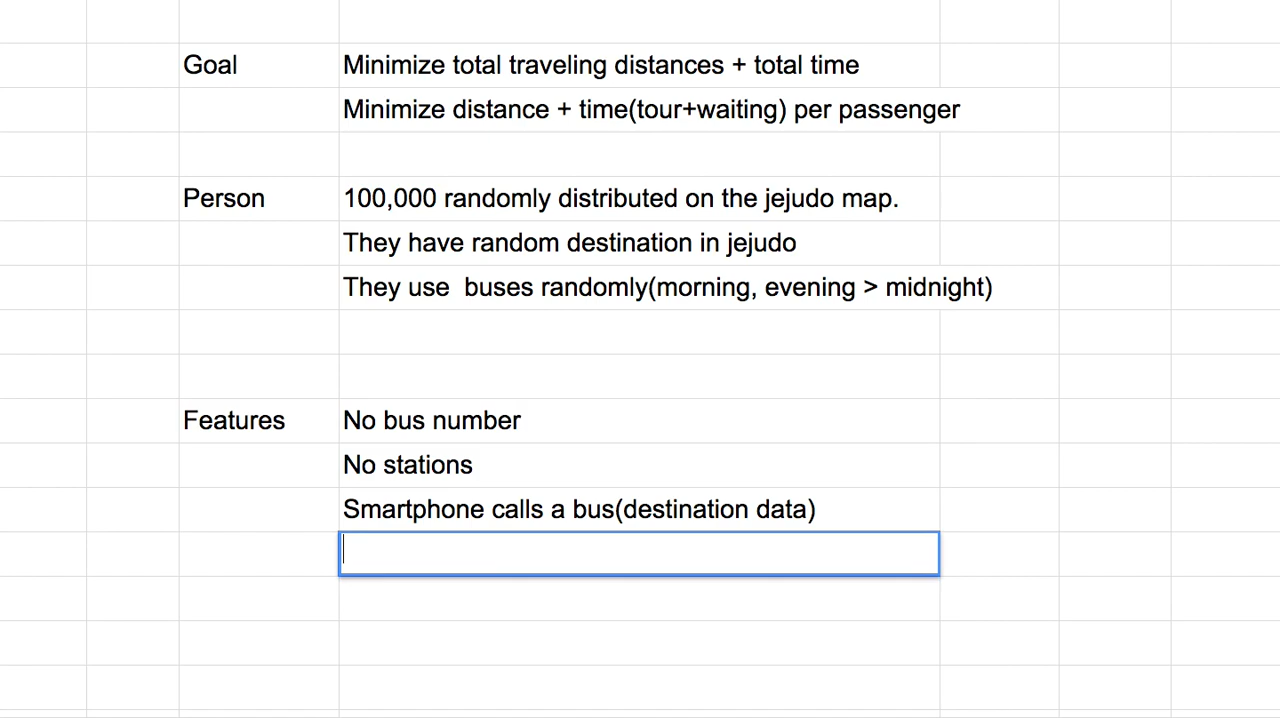 Goal Minimize total traveling distances + total time
Minimize distance + time(tour+waiting) per passenger
Person 100,000 randomly distributed on the jejudo map.
They have random destination in jejudo
They use  buses randomly(morning, evening > midnight)
Features No bus number
No stations
Smartphone calls a bus(destination data)